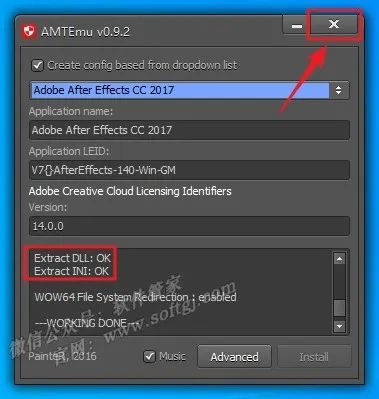 AMTEmu v0.9.2
Create config based from dropdown list
Adobe After Effects CC 2017
Application name:
Adobe After Effects CC 2017
Application LEID:
V7{}AfterEffects-140-Win-GM
Adobe Creative Cloud Licensing Identifiers
Version:
14.0.0
Extract DLL: OK
Extract INI: OK
WOW64 File System Redirection : enabled
---WORKING DONE---
微信公众号：软件管家
官网：www.softgj.com
PainteR, 2016
Music
Advanced
Install